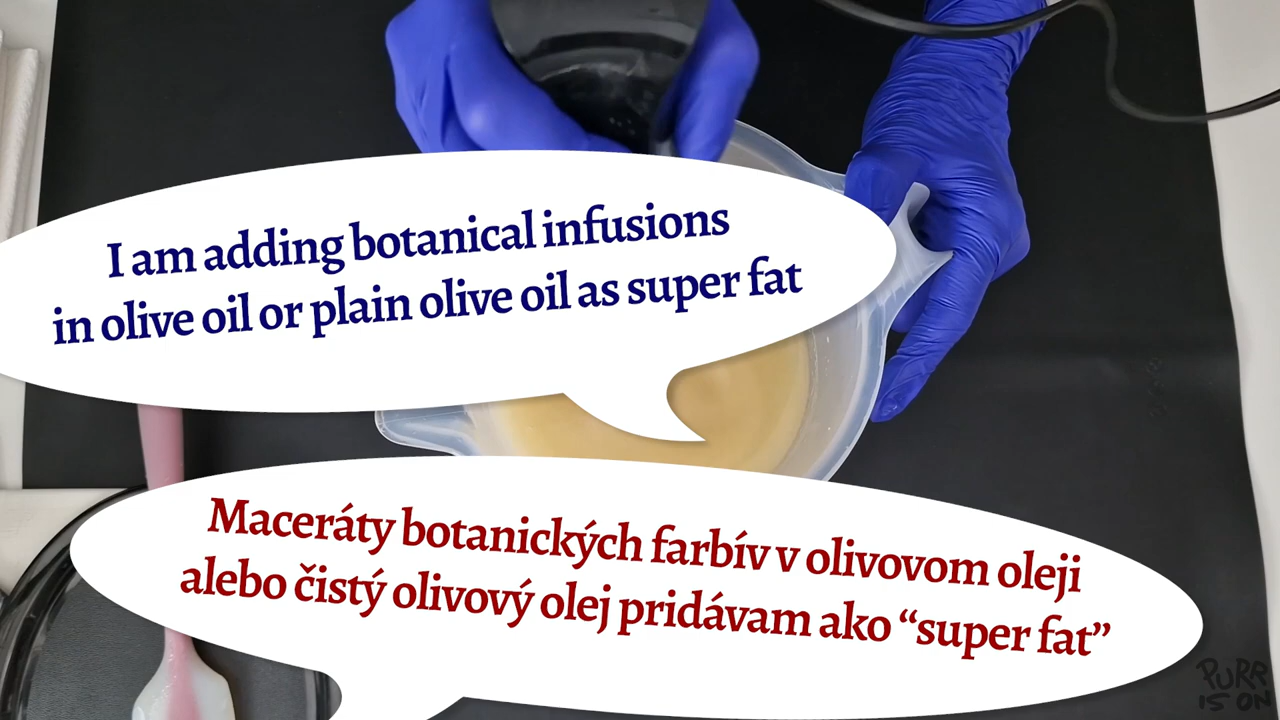 I am adding botanical infusions
in olive oil or plain olive oil as super fat
Maceráty botanických farbív v olivovom oleji
alebo čistý olivový olej pridávam ako “super fat”
PURR
IS ON